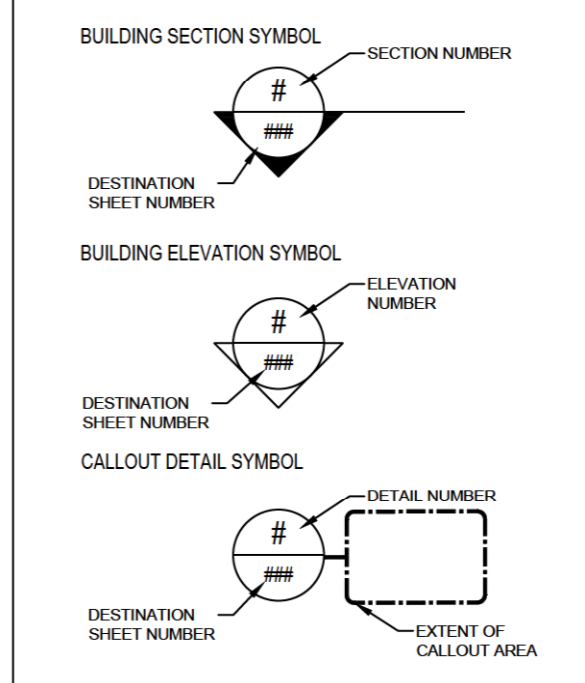 BUILDING SECTION SYMBOL
SECTION NUMBER
#
###
DESTINATION
SHEET NUMBER
BUILDING ELEVATION SYMBOL
ELEVATION
NUMBER
#
###
DESTINATION
SHEET NUMBER
CALLOUT DETAIL SYMBOL
DETAIL NUMBER
#
###
DESTINATION
SHEET NUMBER
EXTENT OF
CALLOUT AREA